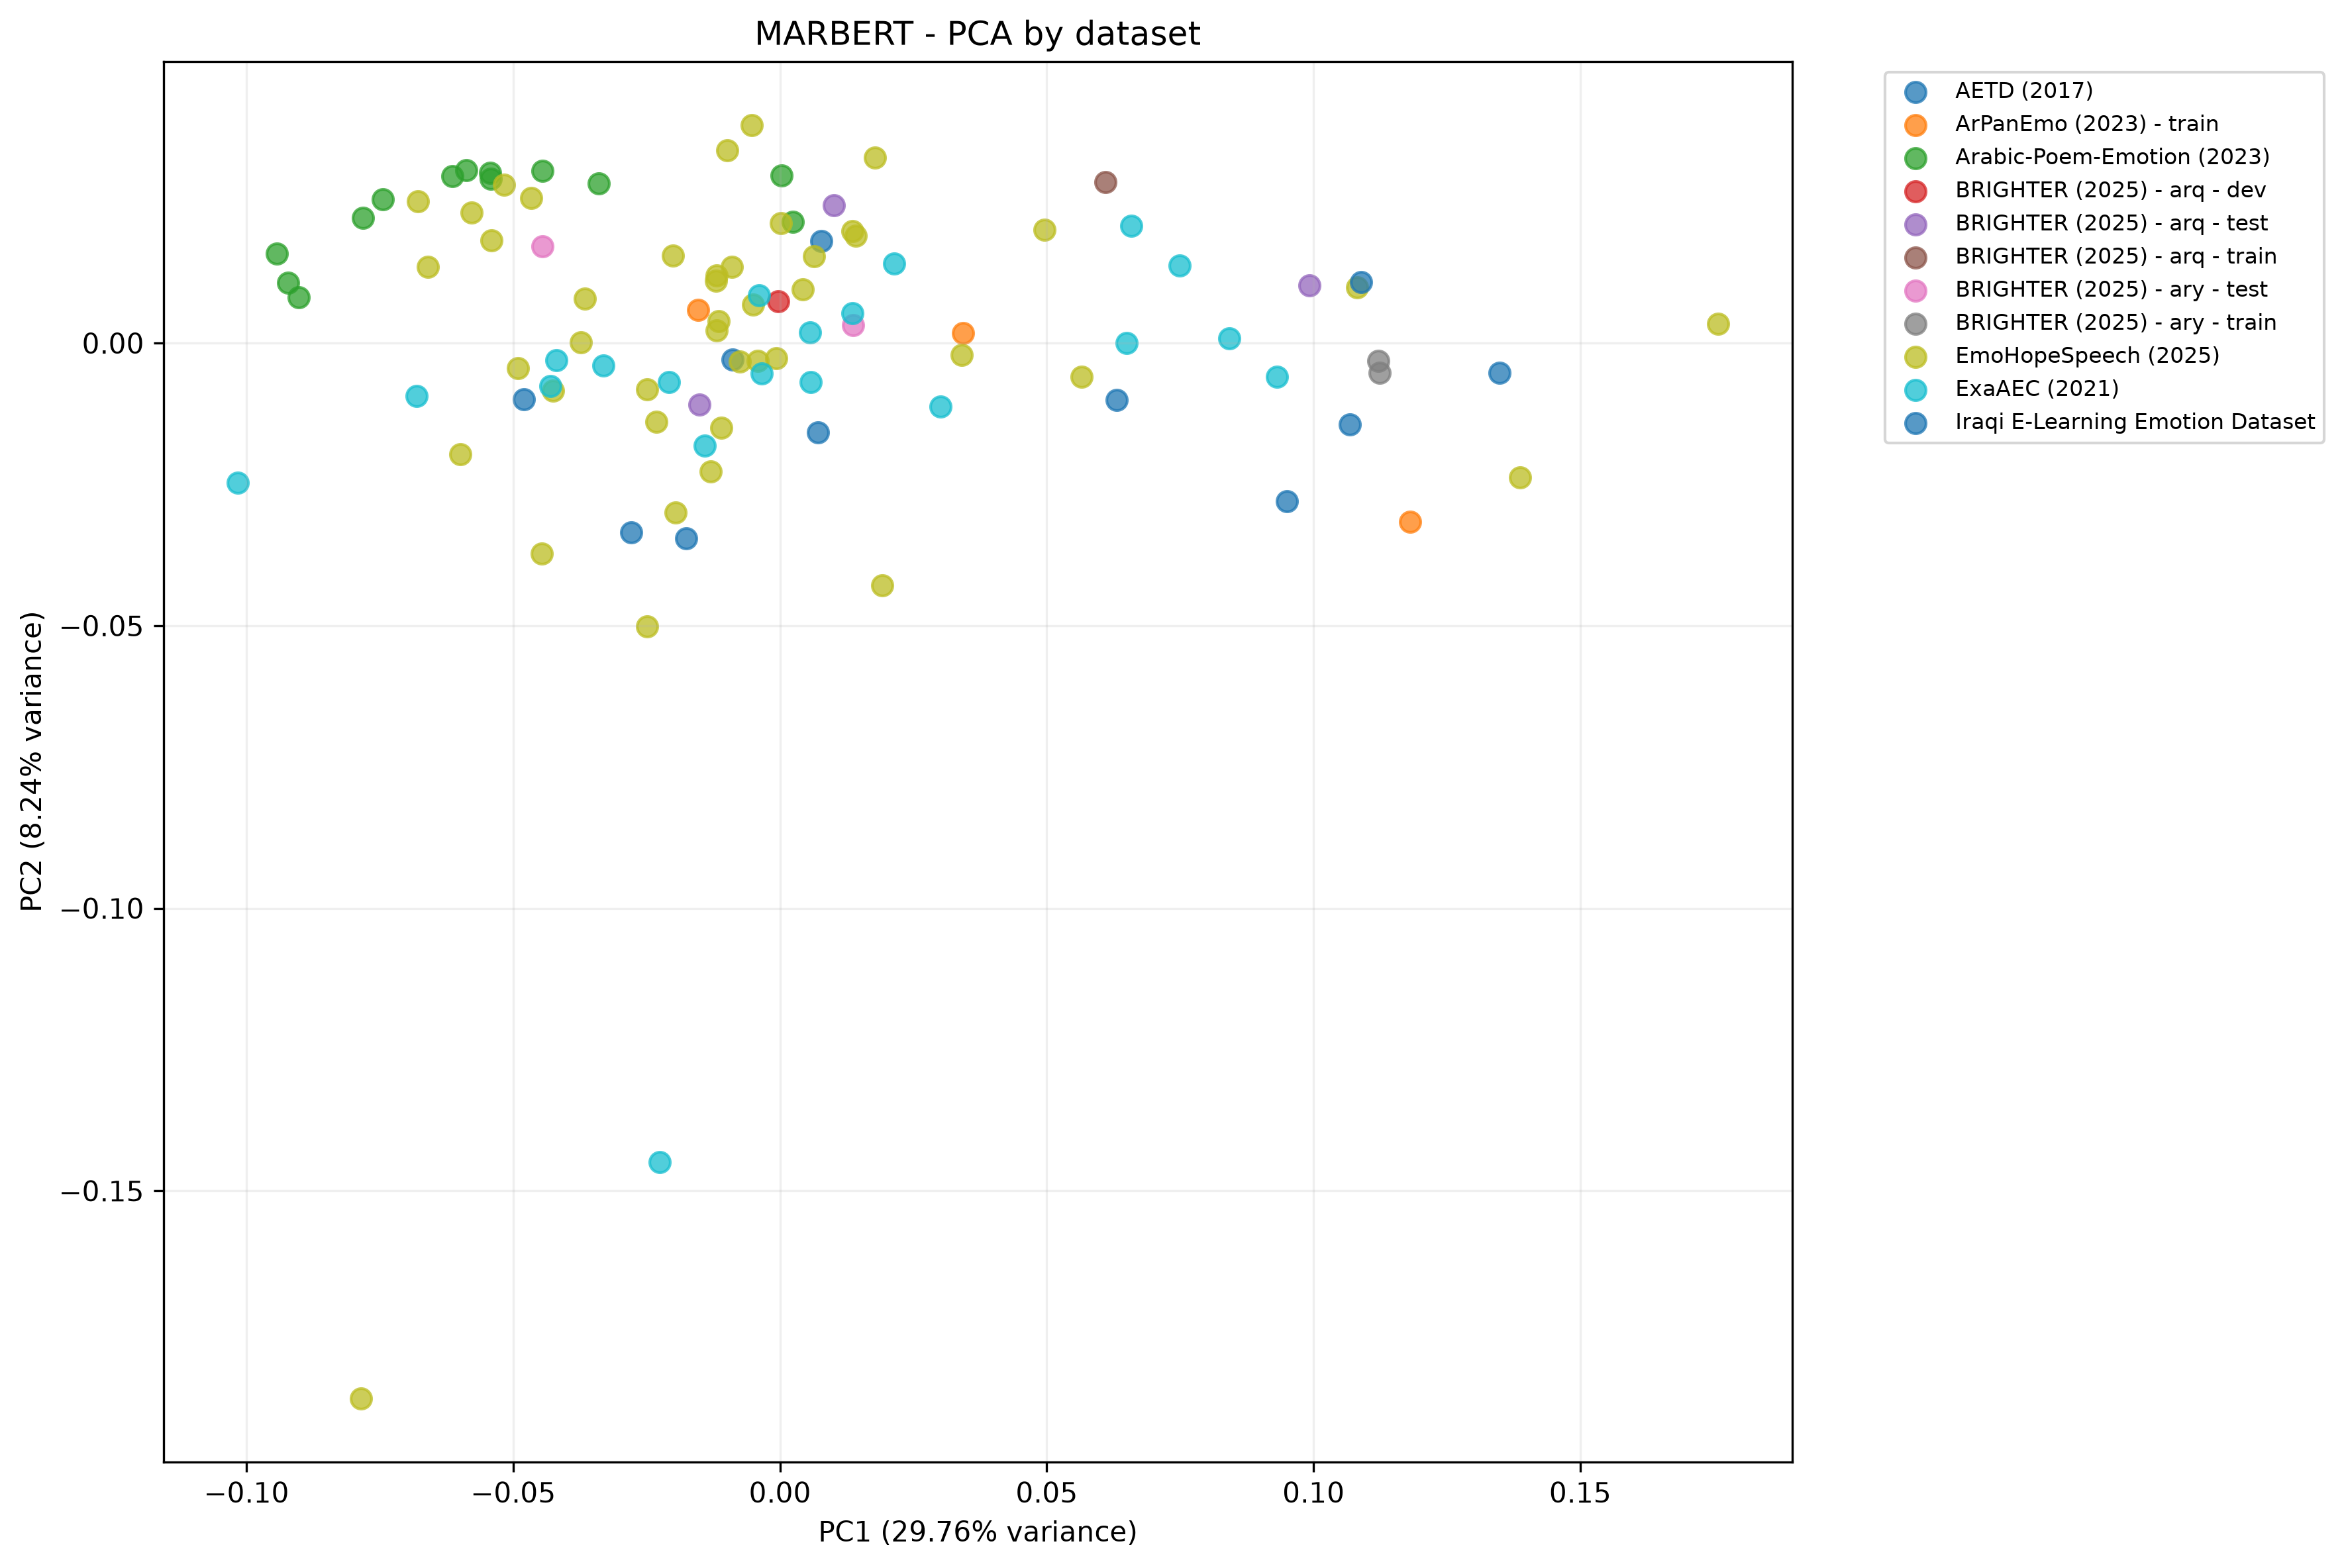 MARBERT - PCA by dataset
AETD (2017)
ArPanEmo (2023) - train
Arabic-Poem-Emotion (2023)
BRIGHTER (2025) - arq - dev
BRIGHTER (2025) - arq - test
BRIGHTER (2025) - arq - train
BRIGHTER (2025) - ary - test
BRIGHTER (2025) - ary - train
EmoHopeSpeech (2025)
ExaAEC (2021)
Iraqi E-Learning Emotion Dataset
PC2 (8.24% variance)
0.00
−0.05
−0.10
−0.15
−0.10 −0.05 0.00 0.05 0.10 0.15
PC1 (29.76% variance)